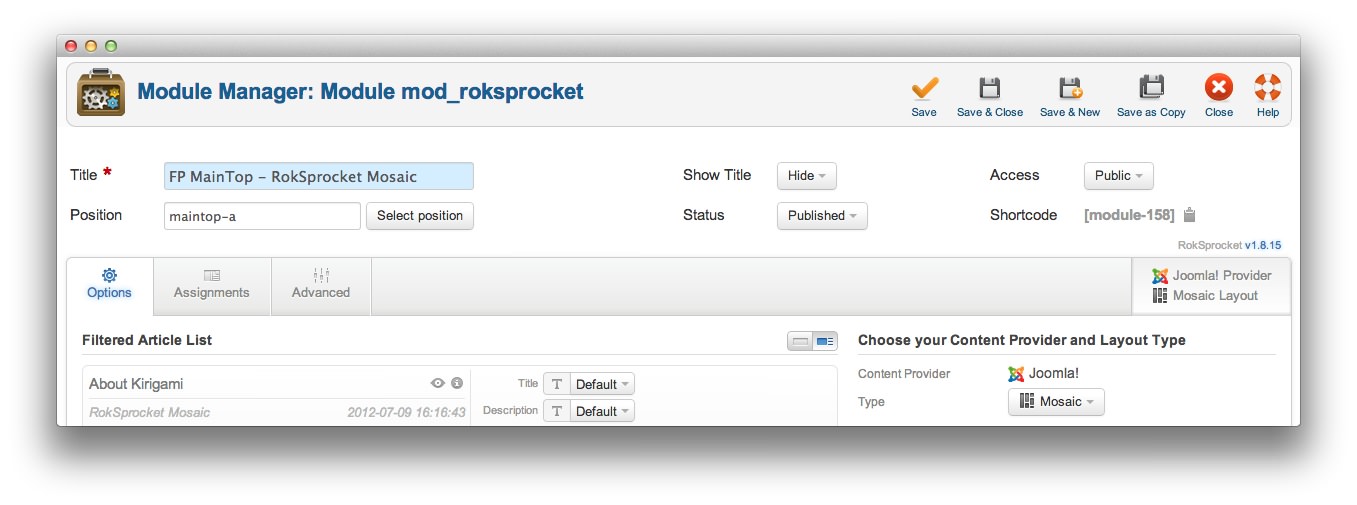 Module Manager: Module mod_roksprocket
Save
Save & Close
Save & New
Save as Copy
Close
Help
Title *
FP MainTop – RokSprocket Mosaic
Show Title
Hide
Access
Public
Position
maintop-a
Select position
Status
Published
Shortcode
[module-158]
RokSprocket v1.8.15
Options
Assignments
Advanced
Joomla! Provider
Mosaic Layout
Filtered Article List
Choose your Content Provider and Layout Type
About Kirigami
Title
T
Default
Content Provider
Joomla!
RokSprocket Mosaic
2012-07-09 16:16:43
Description
T
Default
Type
Mosaic